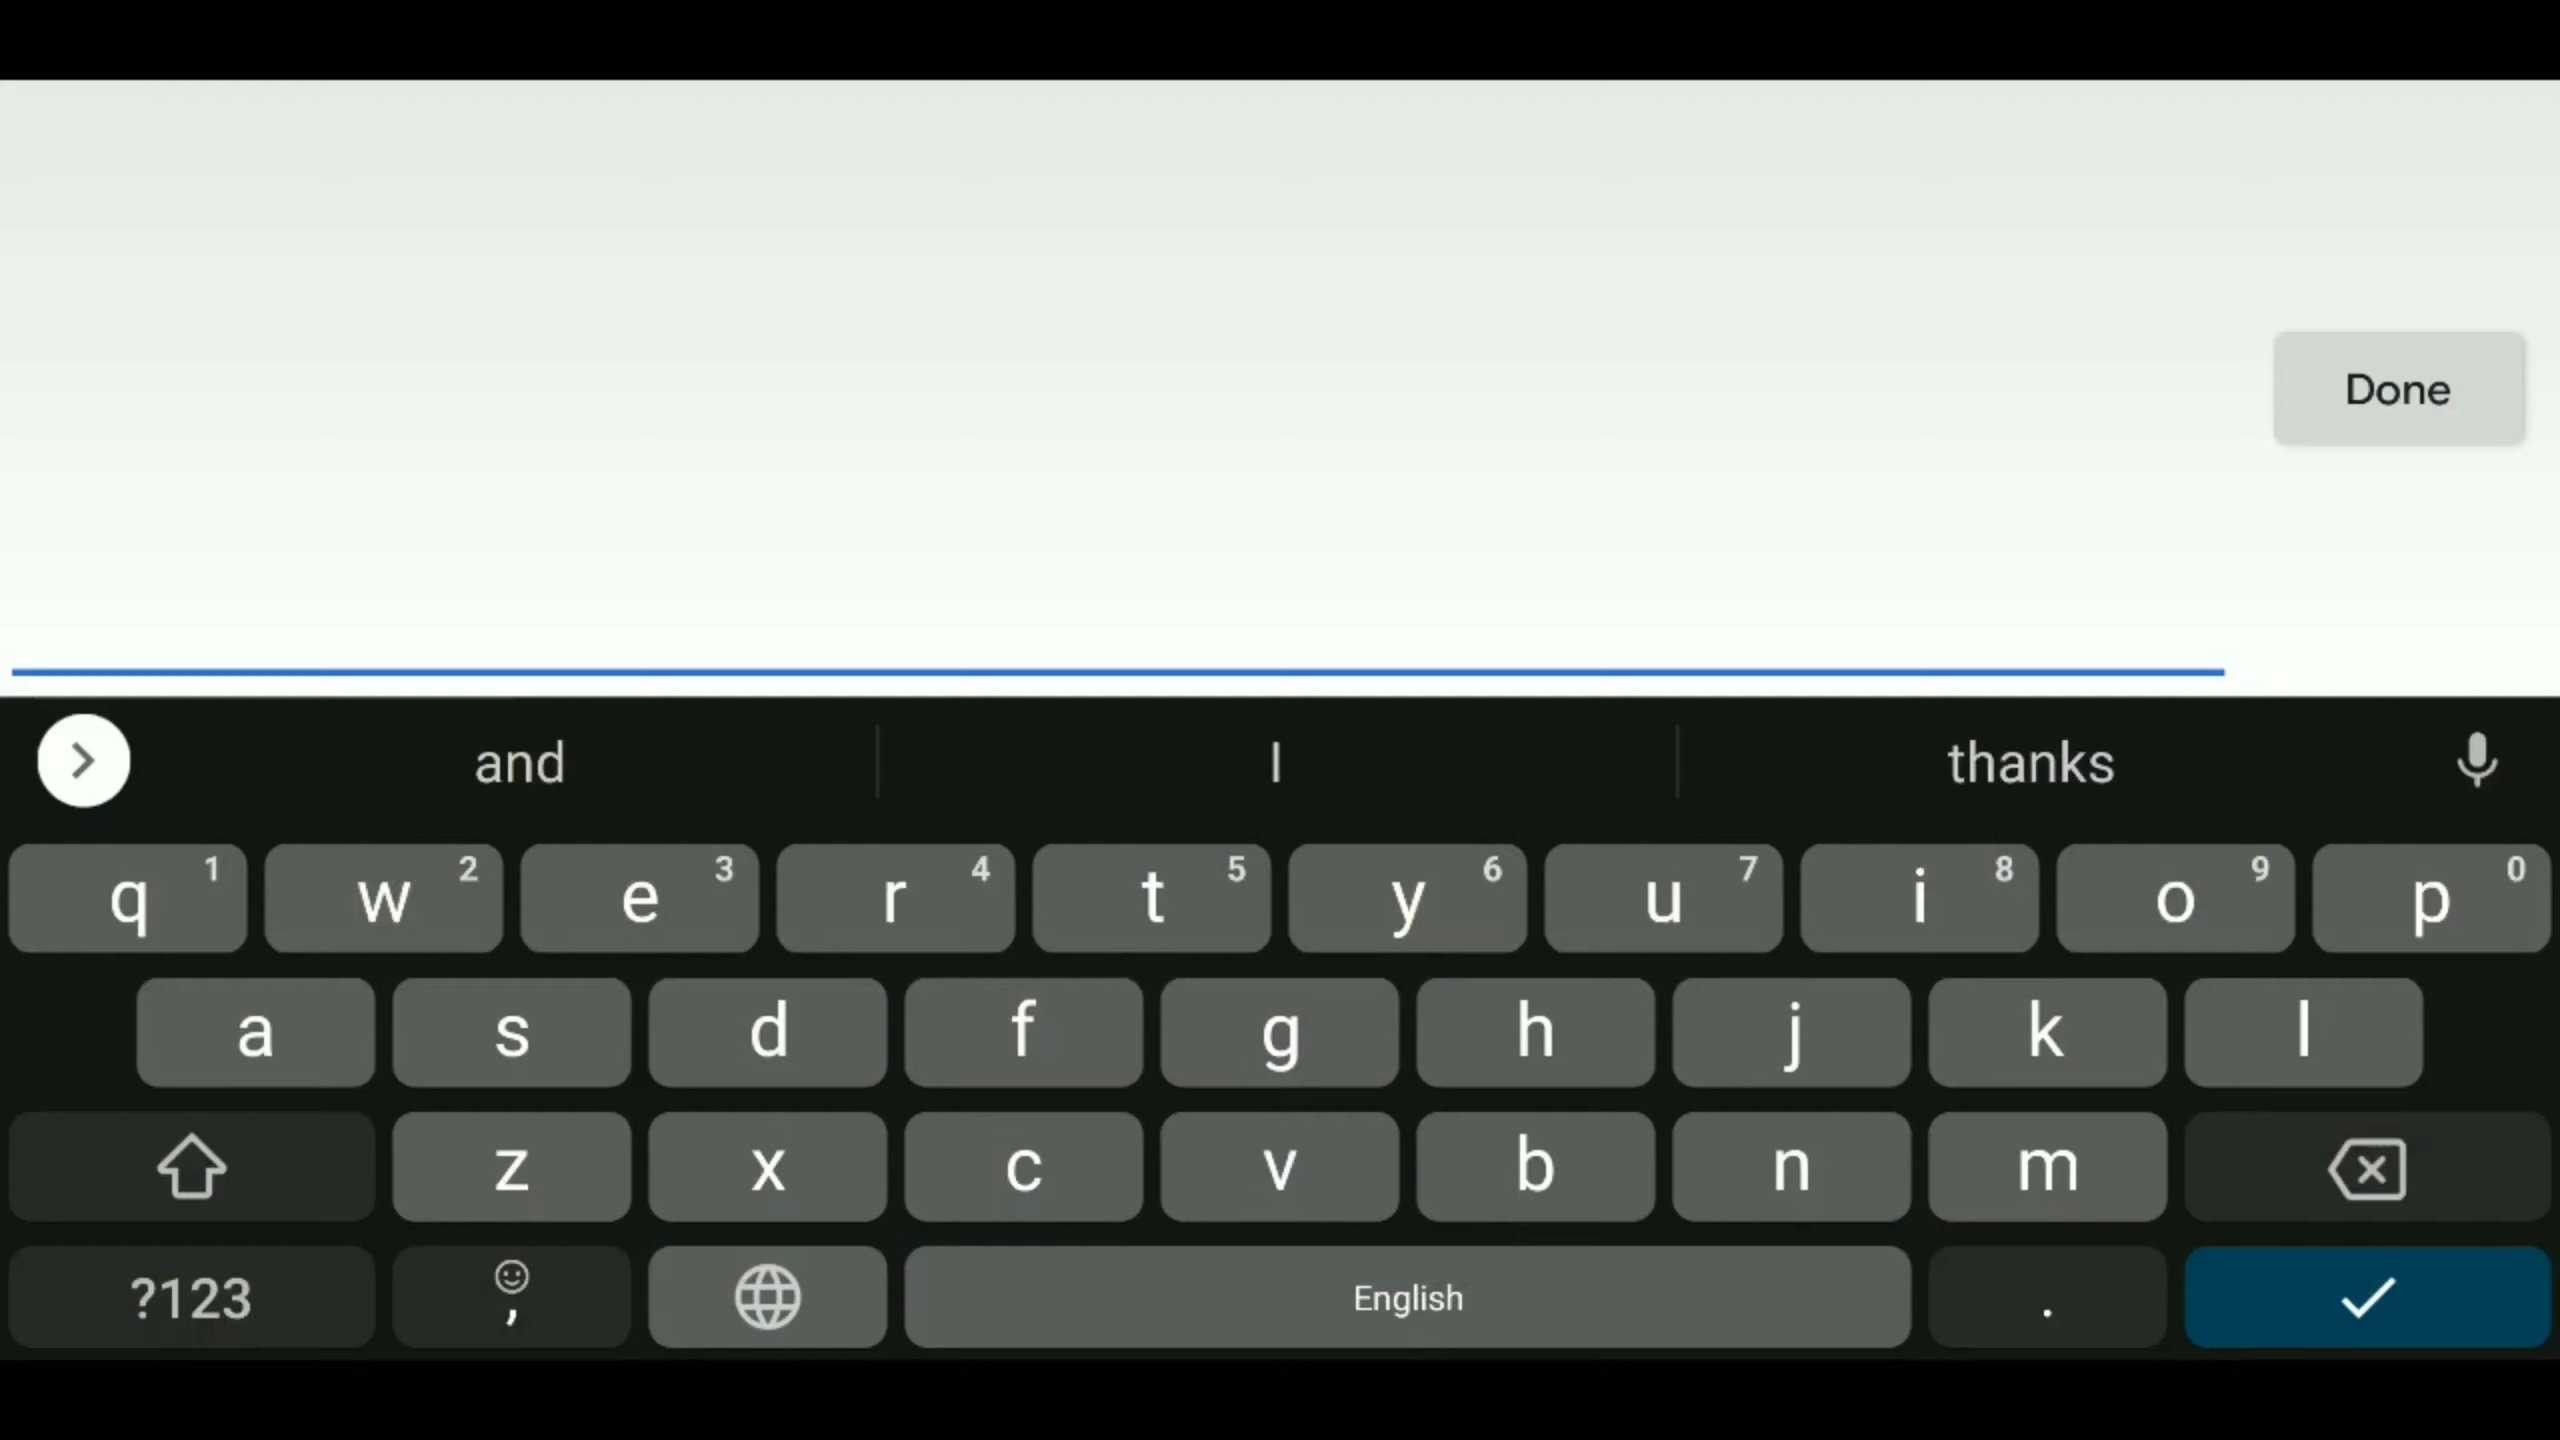 Done
and I thanks
q 1 w 2 e 3 r 4 t 5 y 6 u 7 i 8 o 9 p 0
a s d f g h j k l
z x c v b n m
?123 , English .